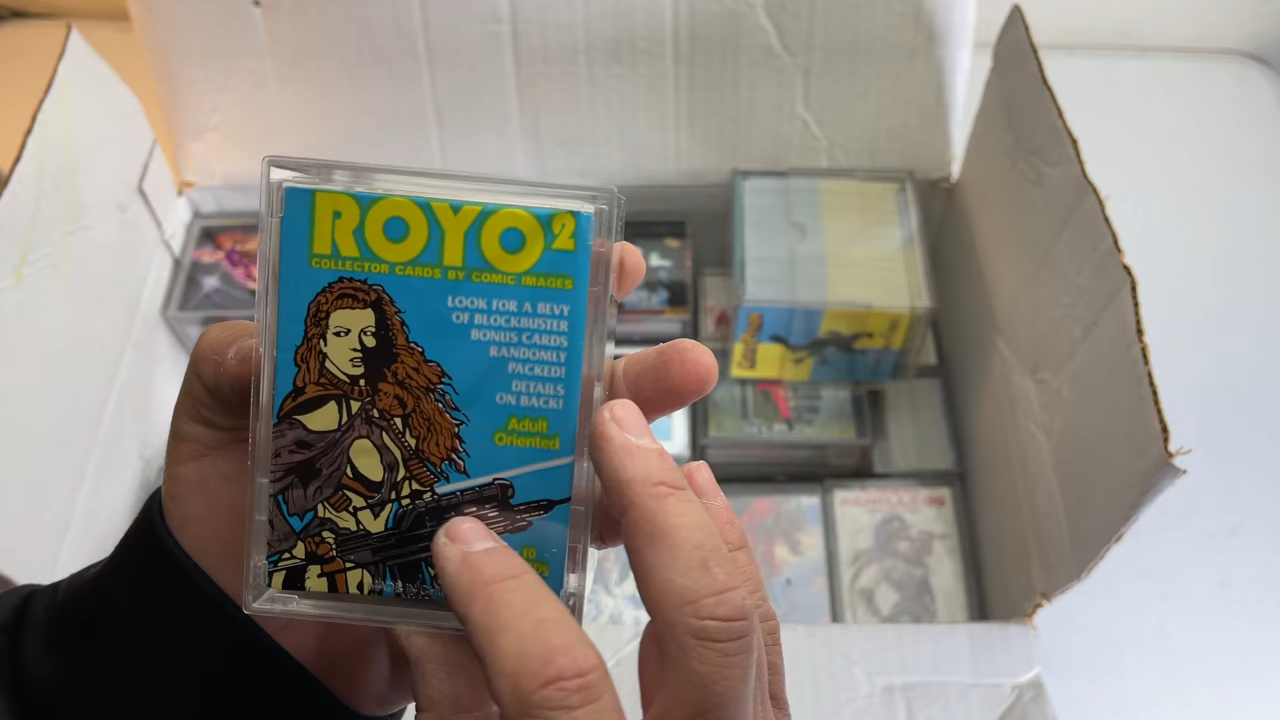 ROYO²
COLLECTOR CARDS BY COMIC IMAGES
LOOK FOR A BEVY
OF BLOCKBUSTER
BONUS CARDS
RANDOMLY
PACKED!
DETAILS
ON BACK!
Adult
Oriented
10